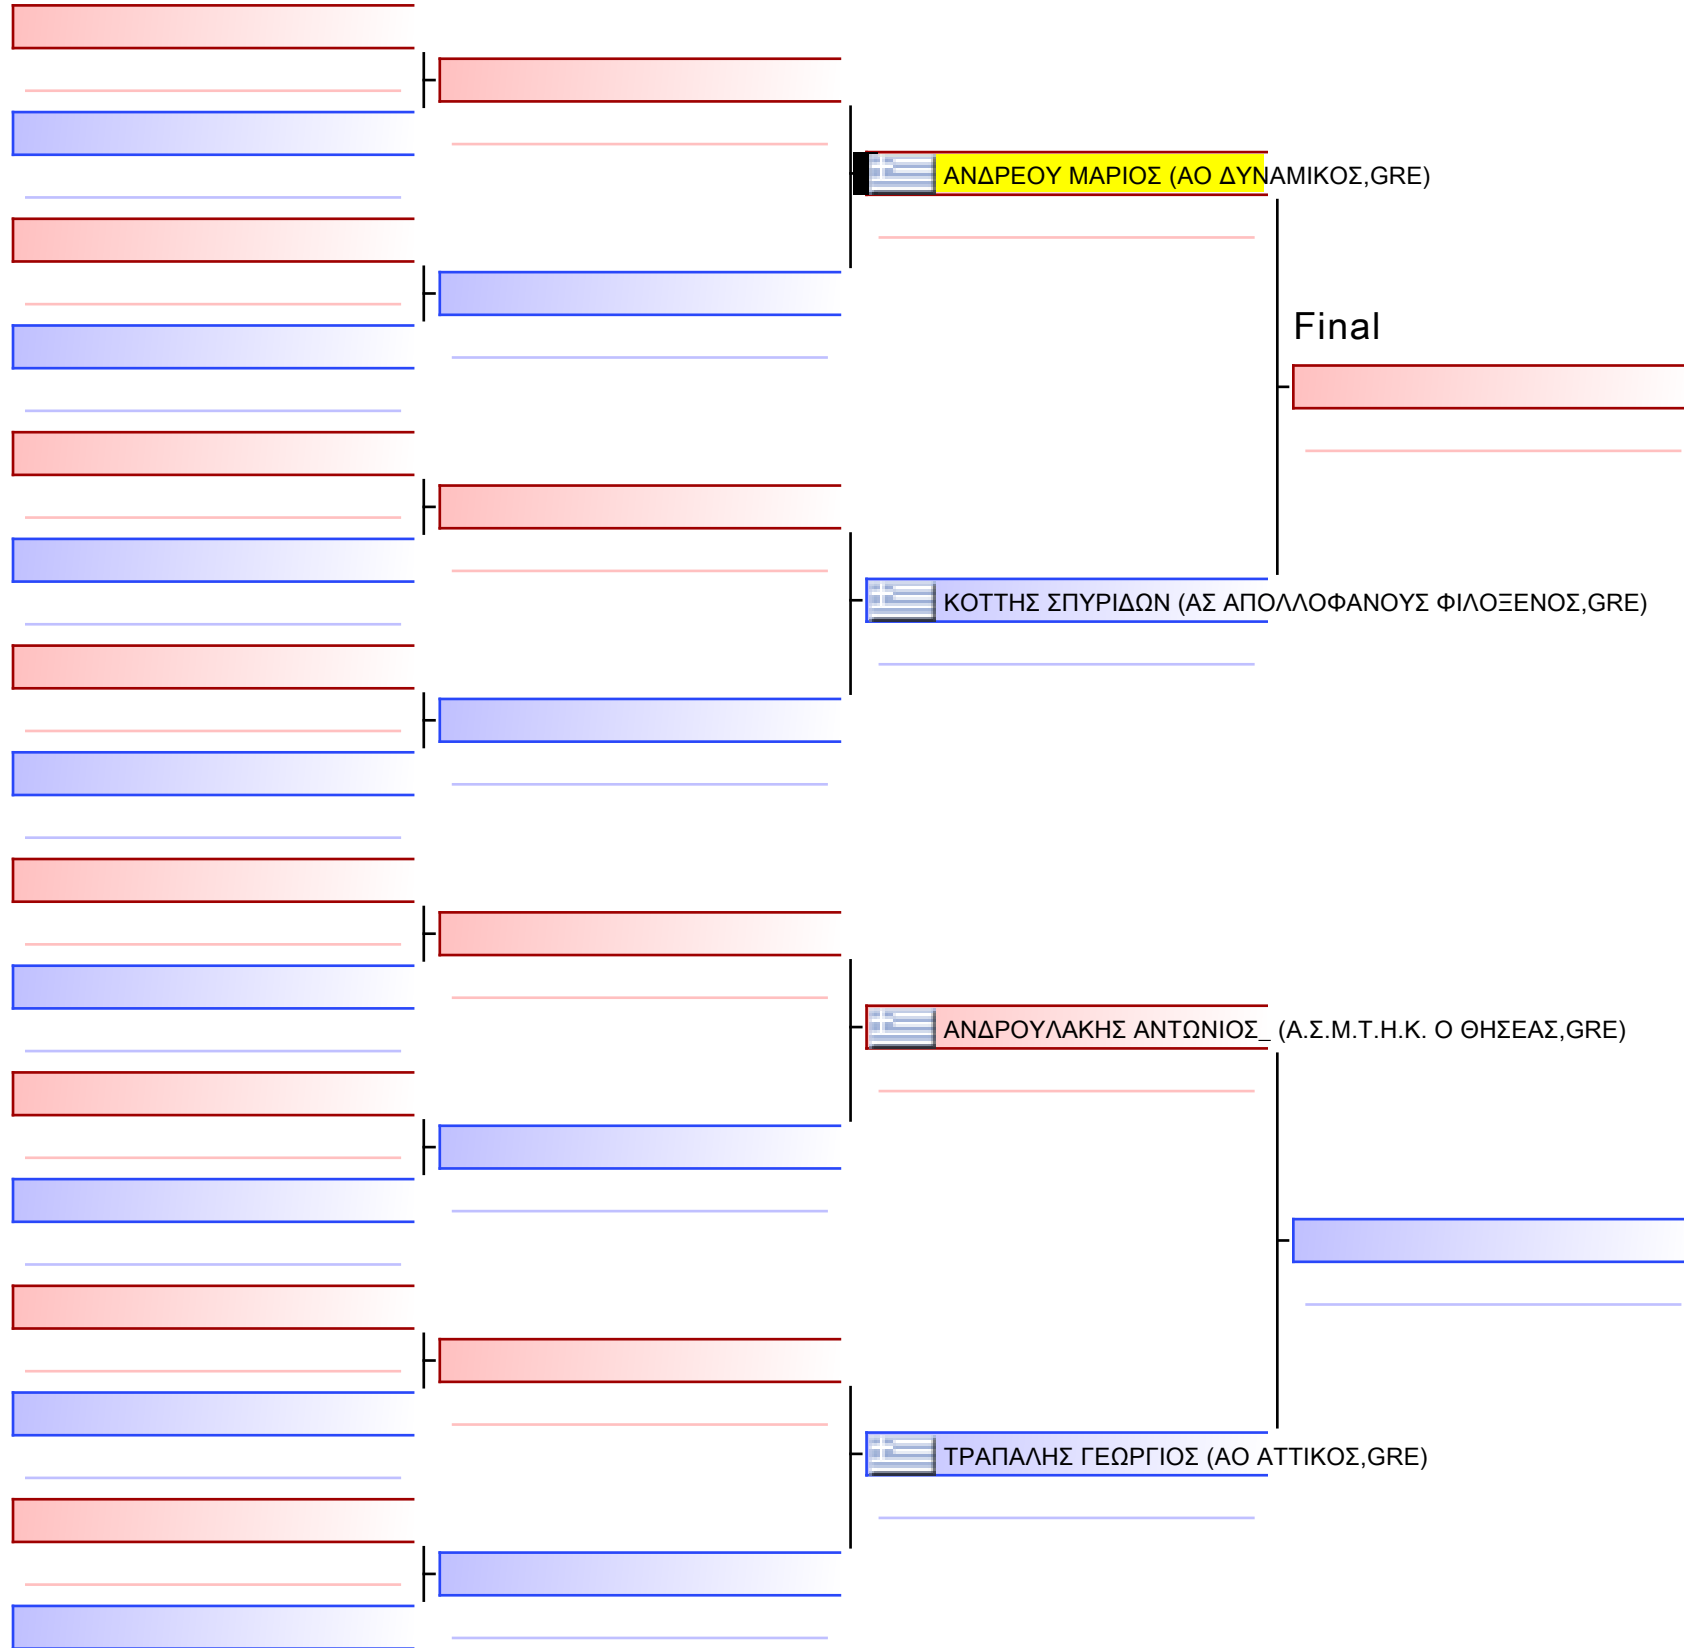 ΑΝΔΡΕΟΥ ΜΑΡΙΟΣ (ΑΟ ΔΥΝΑΜΙΚΟΣ,GRE)
Final
ΚΟΤΤΗΣ ΣΠΥΡΙΔΩΝ (ΑΣ ΑΠΟΛΛΟΦΑΝΟΥΣ ΦΙΛΟΞΕΝΟΣ,GRE)
ΑΝΔΡΟΥΛΑΚΗΣ ΑΝΤΩΝΙΟΣ_ (Α.Σ.Μ.Τ.Η.Κ. Ο ΘΗΣΕΑΣ,GRE)
ΤΡΑΠΑΛΗΣ ΓΕΩΡΓΙΟΣ (ΑΟ ΑΤΤΙΚΟΣ,GRE)